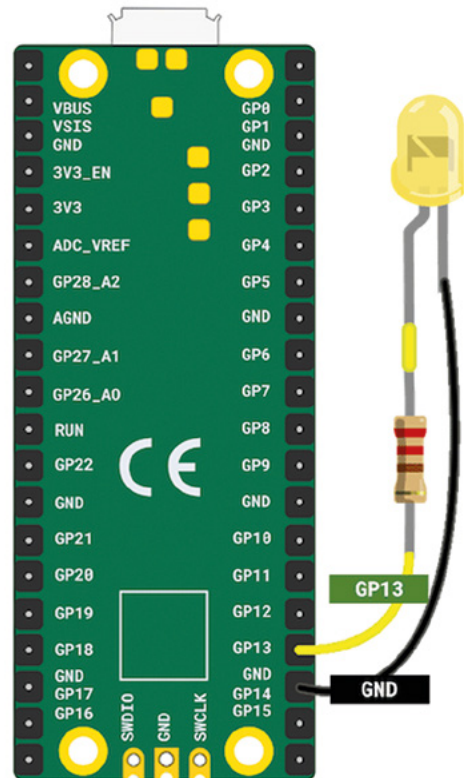 VBUS
VSIS
GND
3V3_EN
3V3
ADC_VREF
GP28_A2
AGND
GP27_A1
GP26_A0
RUN
GP22
GND
GP21
GP20
GP19
GP18
GND
GP17
GP16
GP0
GP1
GND
GP2
GP3
GP4
GP5
GND
GP6
GP7
GP8
GP9
GND
GP10
GP11
GP12
GP13
GND
GP14
GP15
CE
SWDIO
GND
SWCLK
GP13
GND